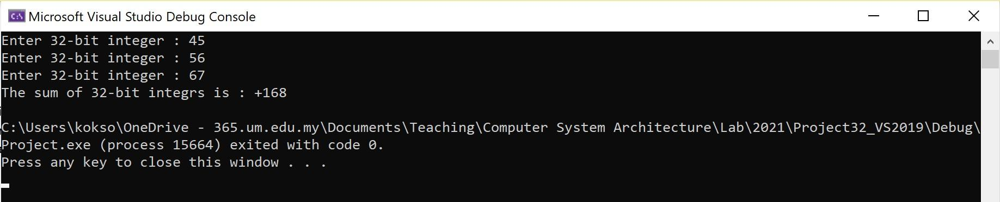 Microsoft Visual Studio Debug Console
Enter 32-bit integer : 45
Enter 32-bit integer : 56
Enter 32-bit integer : 67
The sum of 32-bit integrs is : +168
C:\Users\kokso\OneDrive - 365.um.edu.my\Documents\Teaching\Computer System Architecture\Lab\2021\Project32_VS2019\Debug\
Project.exe (process 15664) exited with code 0.
Press any key to close this window . . .